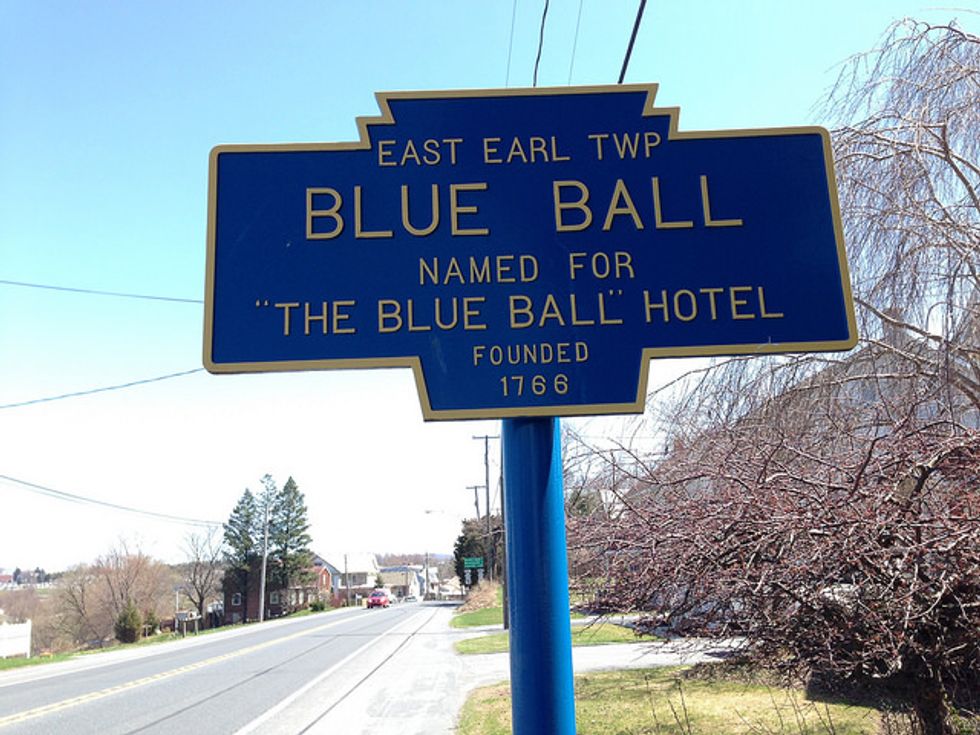 EAST EARL TWP
BLUE BALL
NAMED FOR
"THE BLUE BALL" HOTEL
FOUNDED
1766